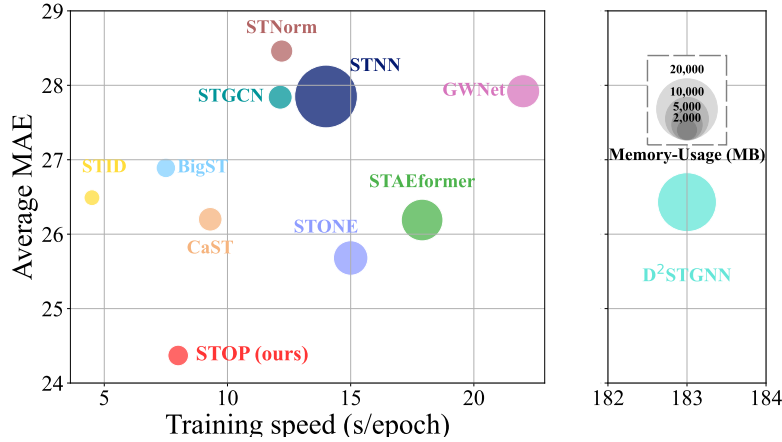 29
28
27
26
25
24
Average MAE
STNorm
STNN
STGCN
GWNet
STID
BigST
STAEformer
CaST
STONE
STOP (ours)
5
10
15
20
Training speed (s/epoch)
20,000
10,000
5,000
2,000
Memory-Usage (MB)
D²STGNN
182
183
184